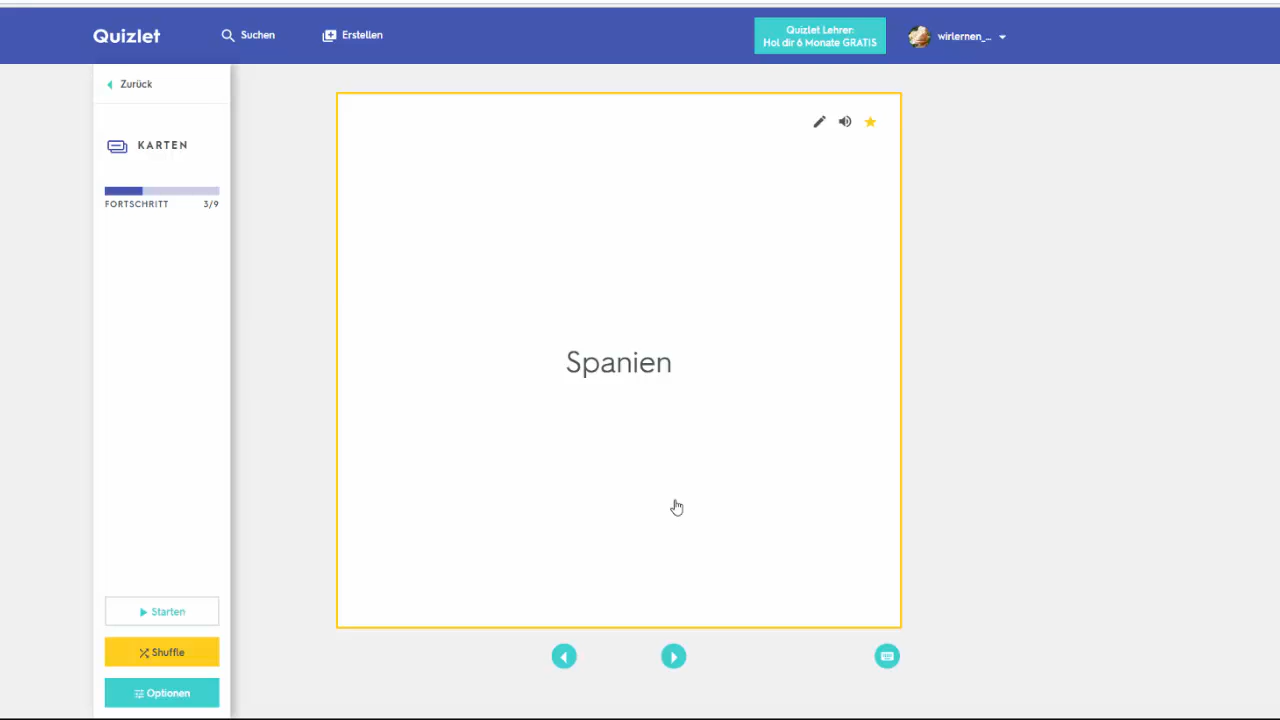 Quizlet
Suchen
Erstellen
Quizlet Lehrer:
Hol dir 6 Monate GRATIS
wirlernen_...
Zurück
KARTEN
FORTSCHRITT 3/9
Spanien
Starten
Shuffle
Optionen